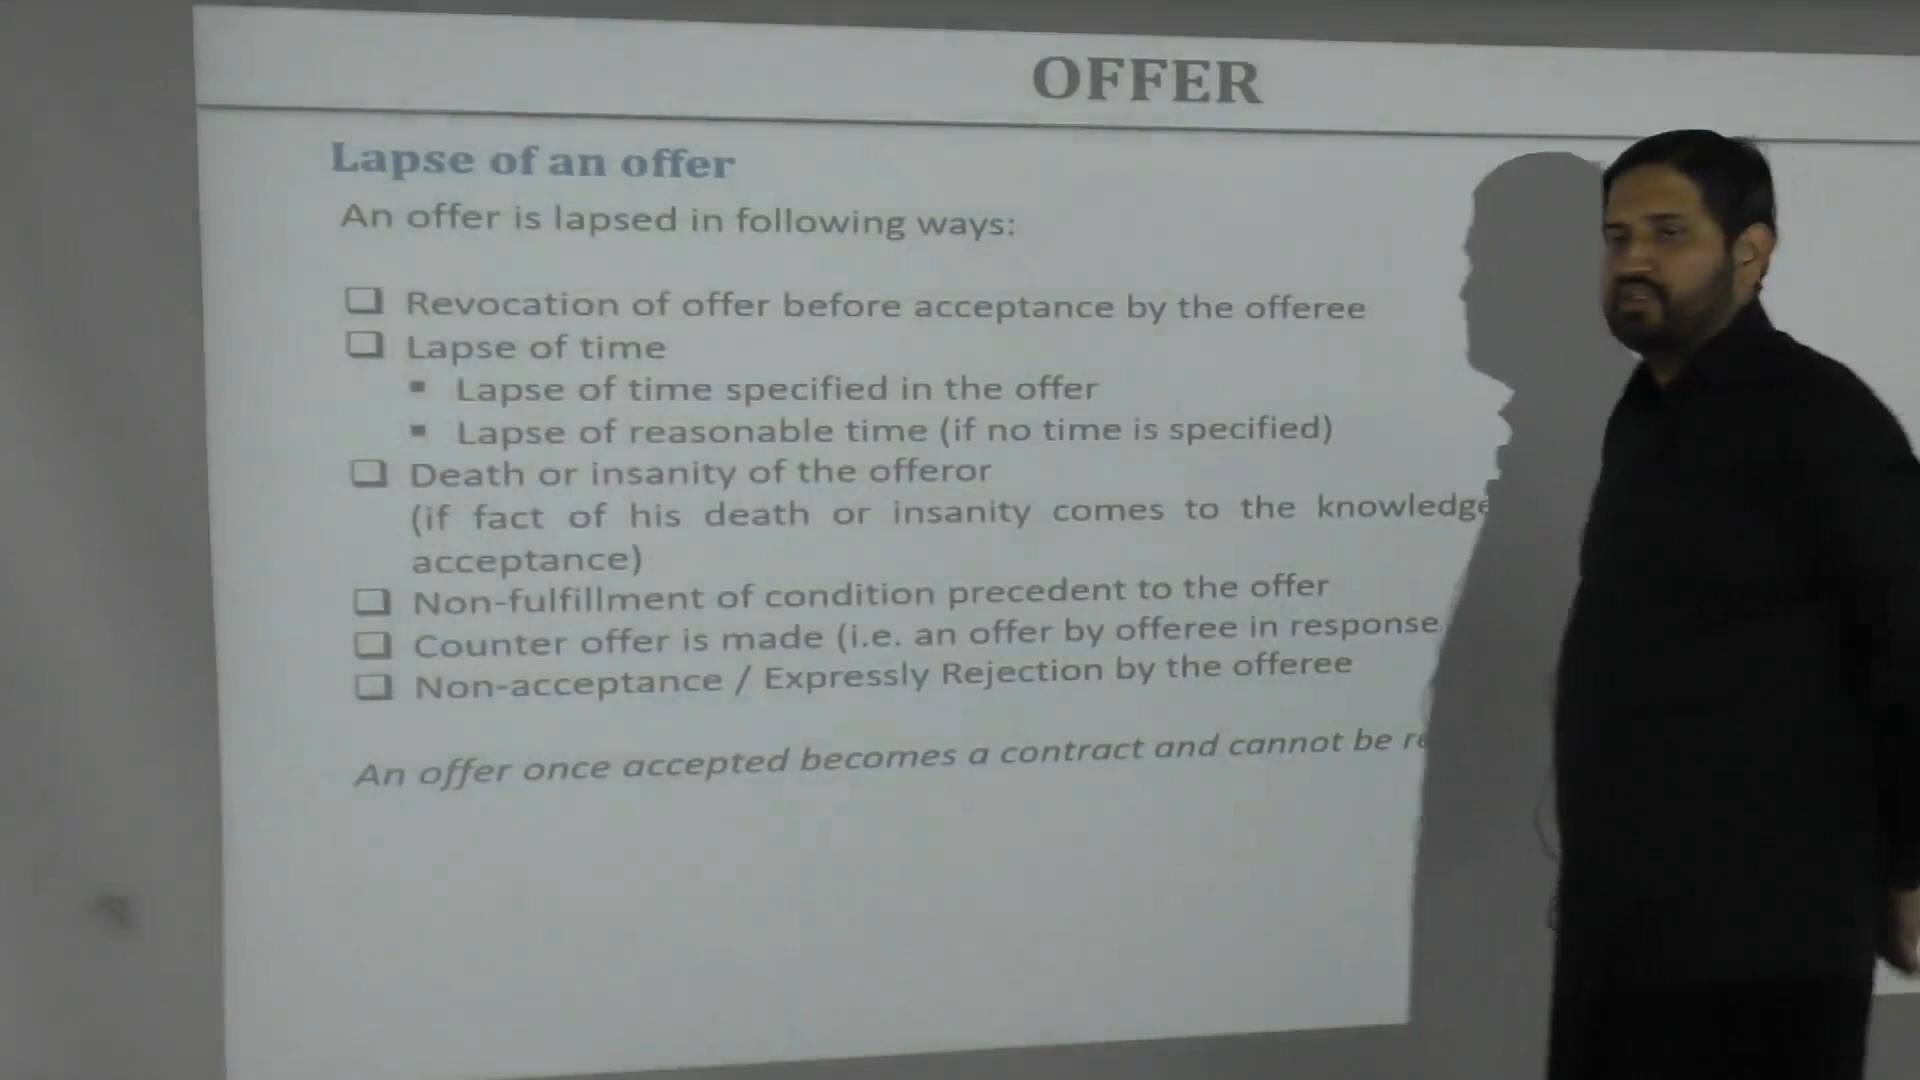 OFFER
Lapse of an offer
An offer is lapsed in following ways:
Revocation of offer before acceptance by the offeree
Lapse of time
Lapse of time specified in the offer
Lapse of reasonable time (if no time is specified)
Death or insanity of the offeror
(if fact of his death or insanity comes to the knowledge
acceptance)
Non-fulfillment of condition precedent to the offer
Counter offer is made (i.e. an offer by offeree in response
Non-acceptance / Expressly Rejection by the offeree
An offer once accepted becomes a contract and cannot be